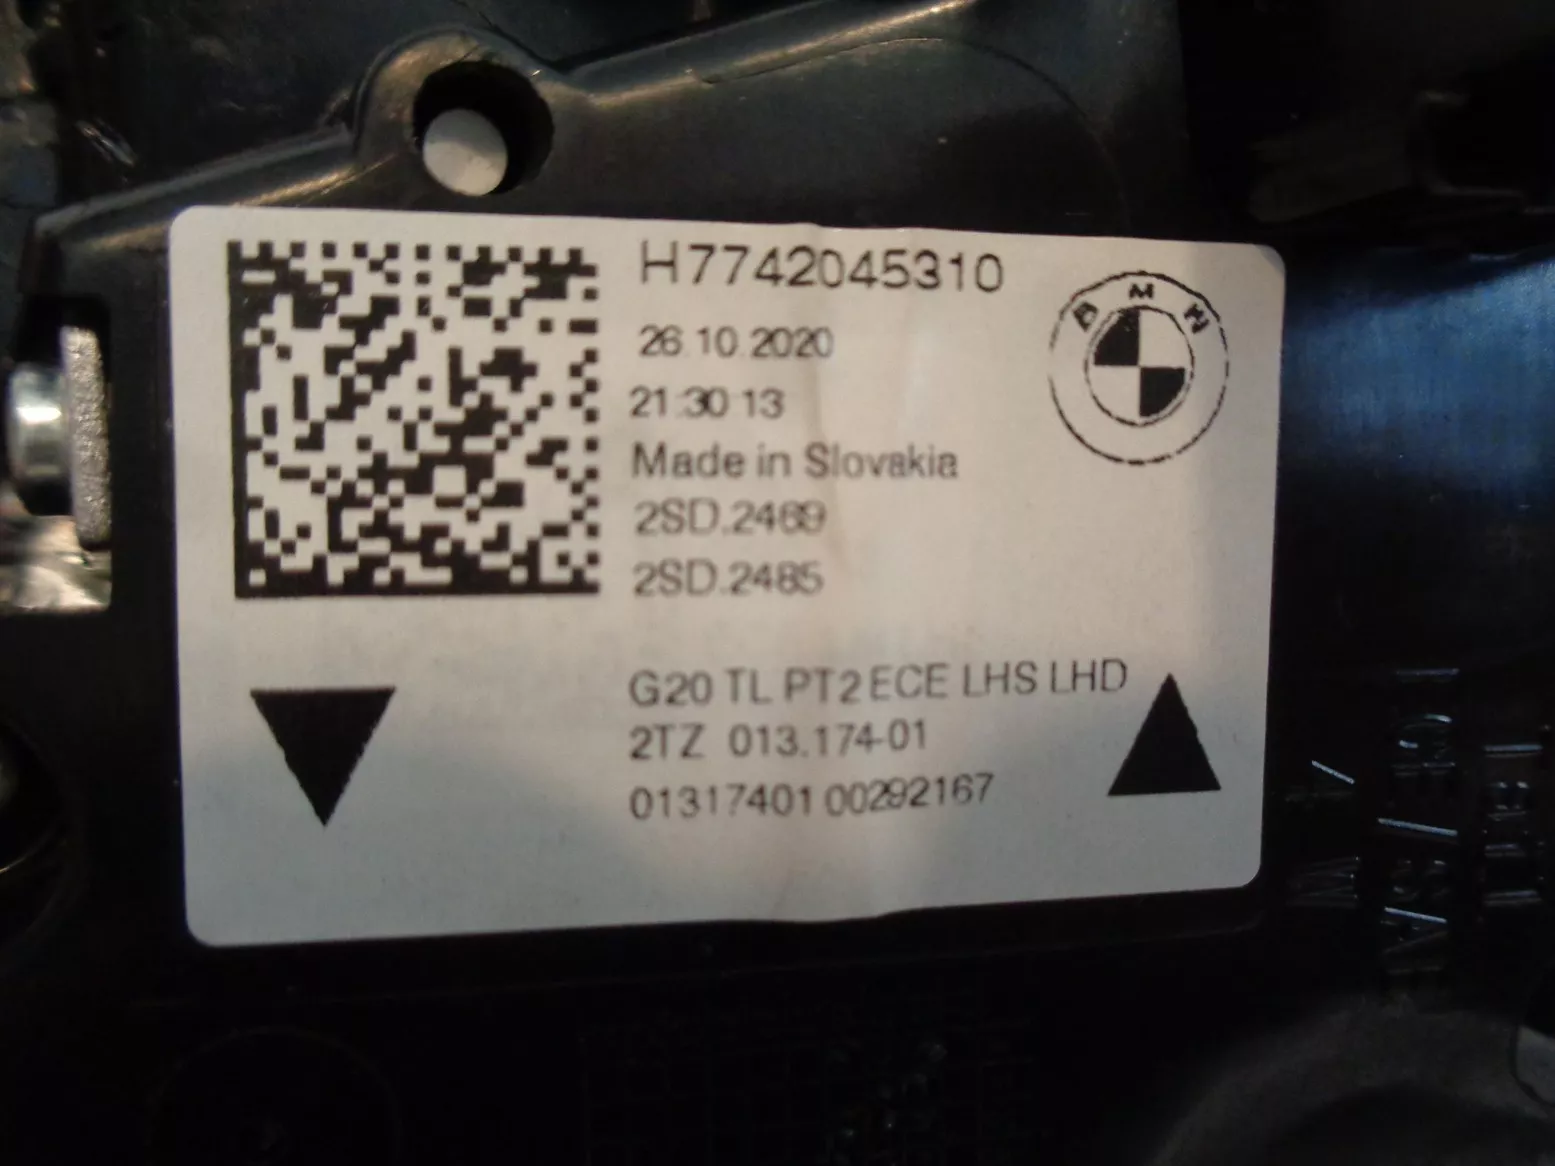 H7742045310
BMW
26.10.2020
21:30:13
Made in Slovakia
2SD.2469
2SD.2485
G20 TL PT2 ECE LHS LHD
2TZ 013.174-01
01317401 00292167